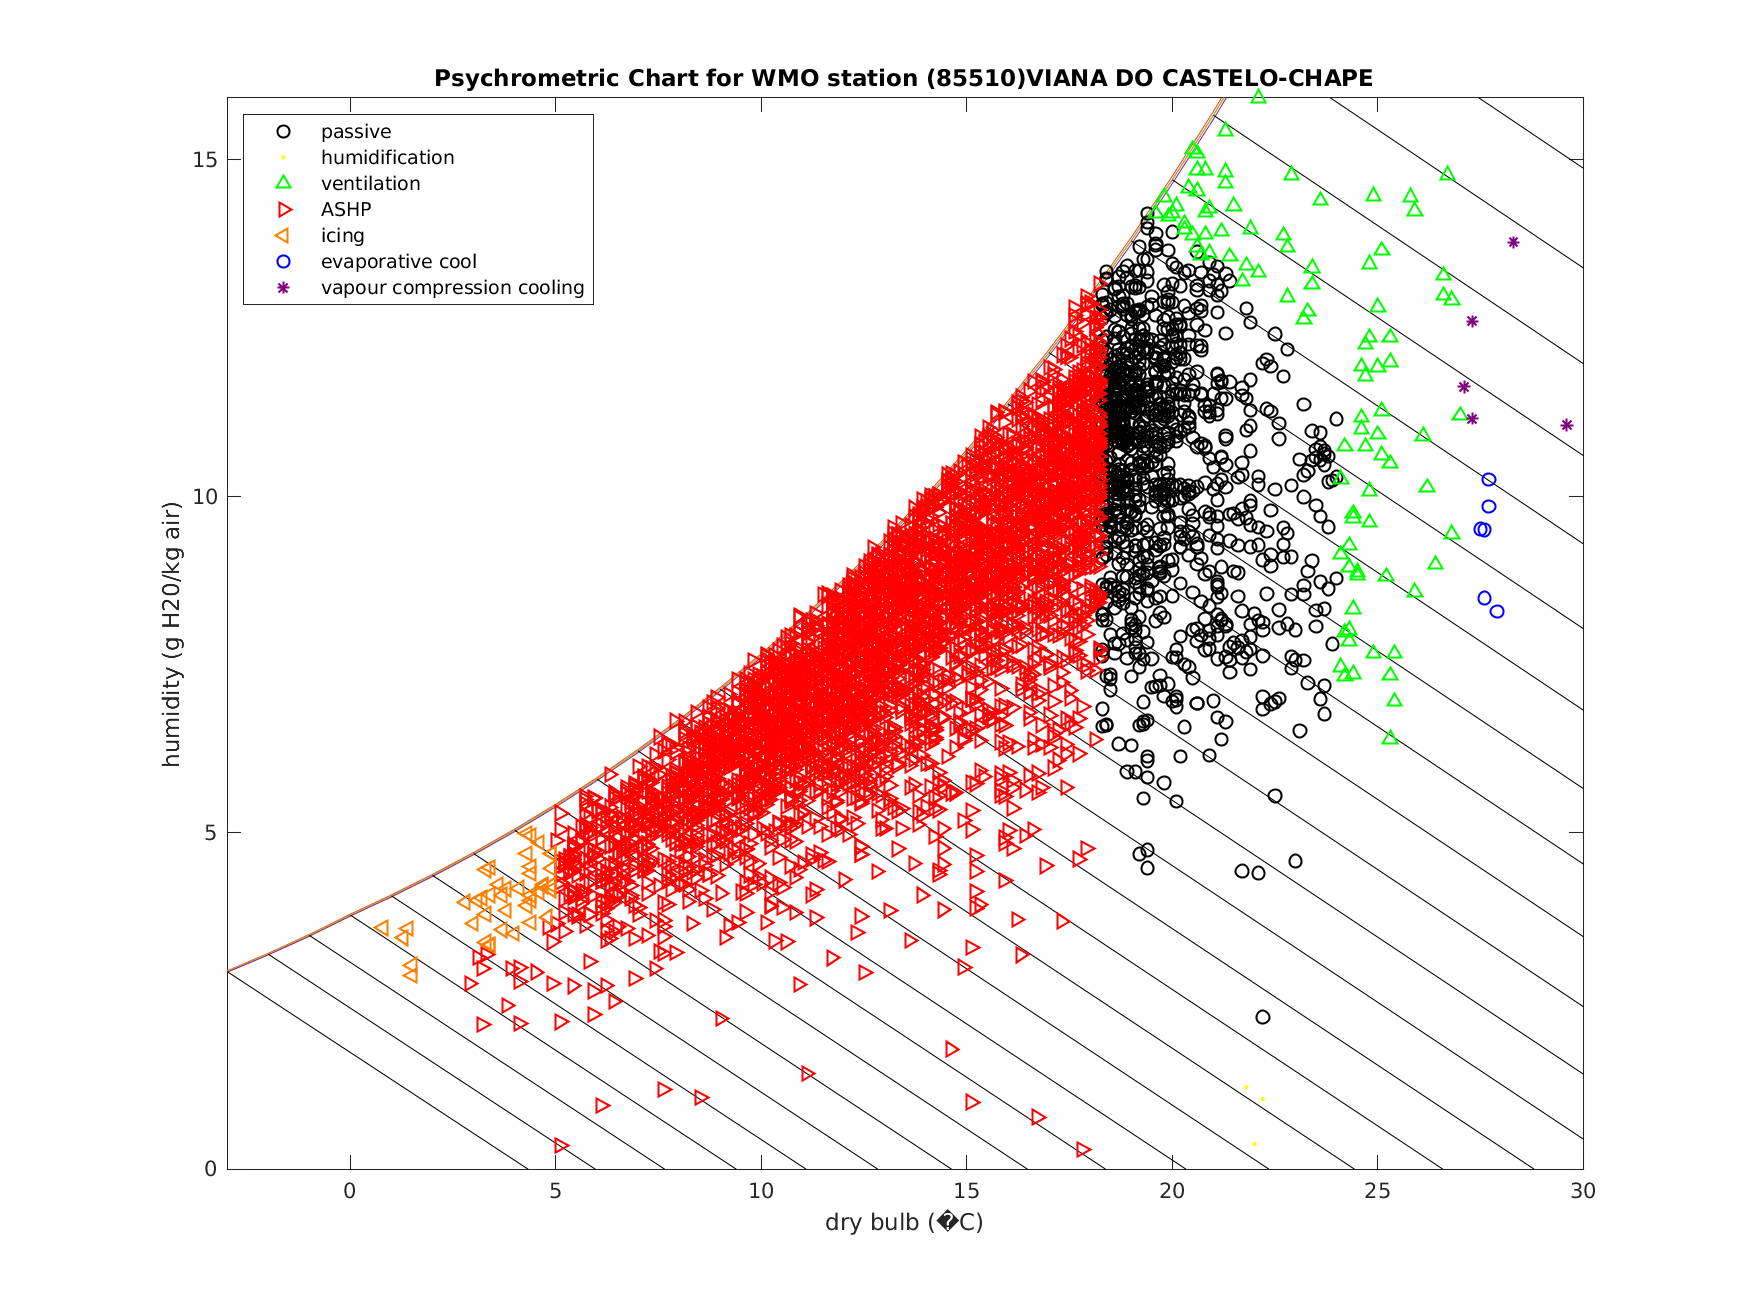 Psychrometric Chart for WMO station (85510)VIANA DO CASTELO-CHAPE
passive
humidification
ventilation
ASHP
icing
evaporative cool
vapour compression cooling
humidity (g H20/kg air)
15
10
5
0
0 5 10 15 20 25 30
dry bulb (�C)